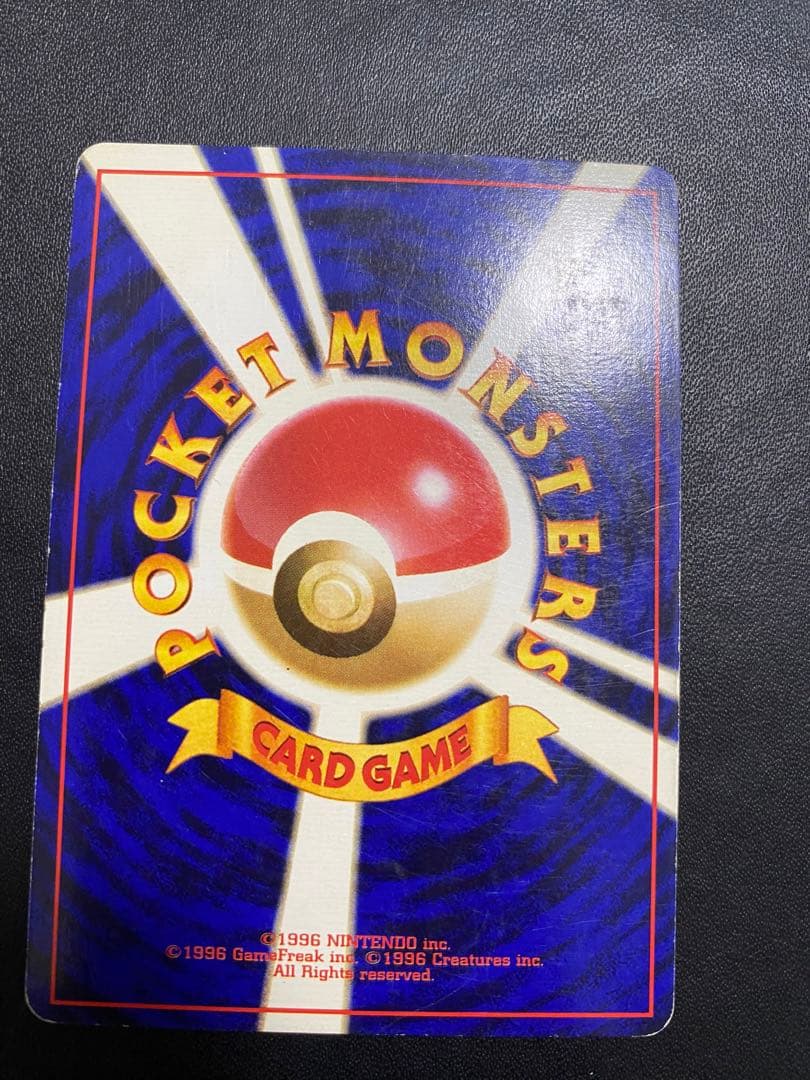 POCKET MONSTERS
CARD GAME
©1996 NINTENDO inc.
©1996 GameFreak inc. ©1996 Creatures inc.
All Rights reserved.